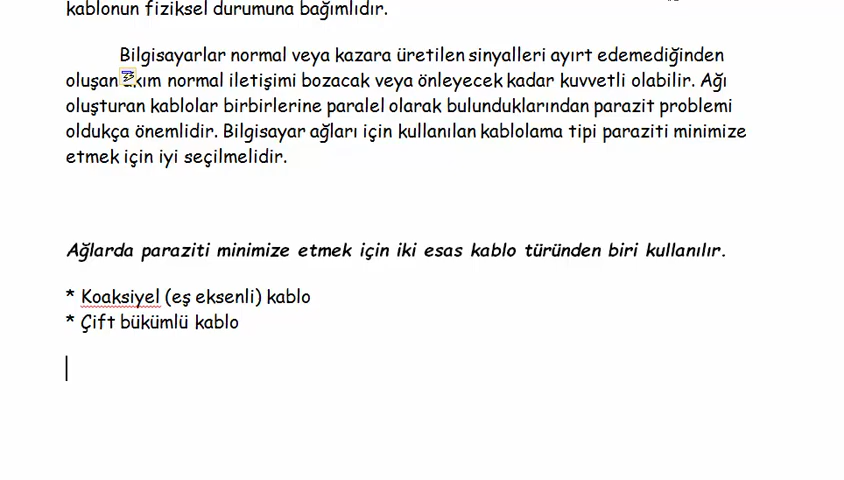 kablonun fiziksel durumuna bağımlıdır.
Bilgisayarlar normal veya kazara üretilen sinyalleri ayırt edemediğinden
oluşan akım normal iletişimi bozacak veya önleyecek kadar kuvvetli olabilir. Ağı
oluşturan kablolar birbirlerine paralel olarak bulunduklarından parazit problemi
oldukça önemlidir. Bilgisayar ağları için kullanılan kablolama tipi paraziti minimize
etmek için iyi seçilmelidir.
Ağlarda paraziti minimize etmek için iki esas kablo türünden biri kullanılır.
* Koaksiyel (eş eksenli) kablo
* Çift bükümlü kablo